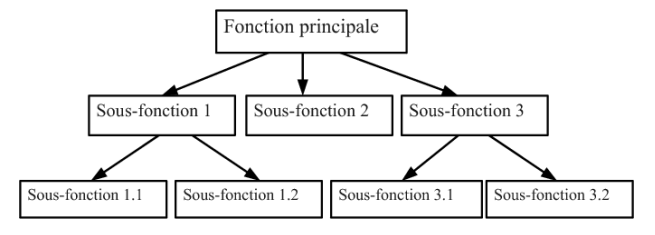 Fonction principale
Sous-fonction 1
Sous-fonction 2
Sous-fonction 3
Sous-fonction 1.1
Sous-fonction 1.2
Sous-fonction 3.1
Sous-fonction 3.2